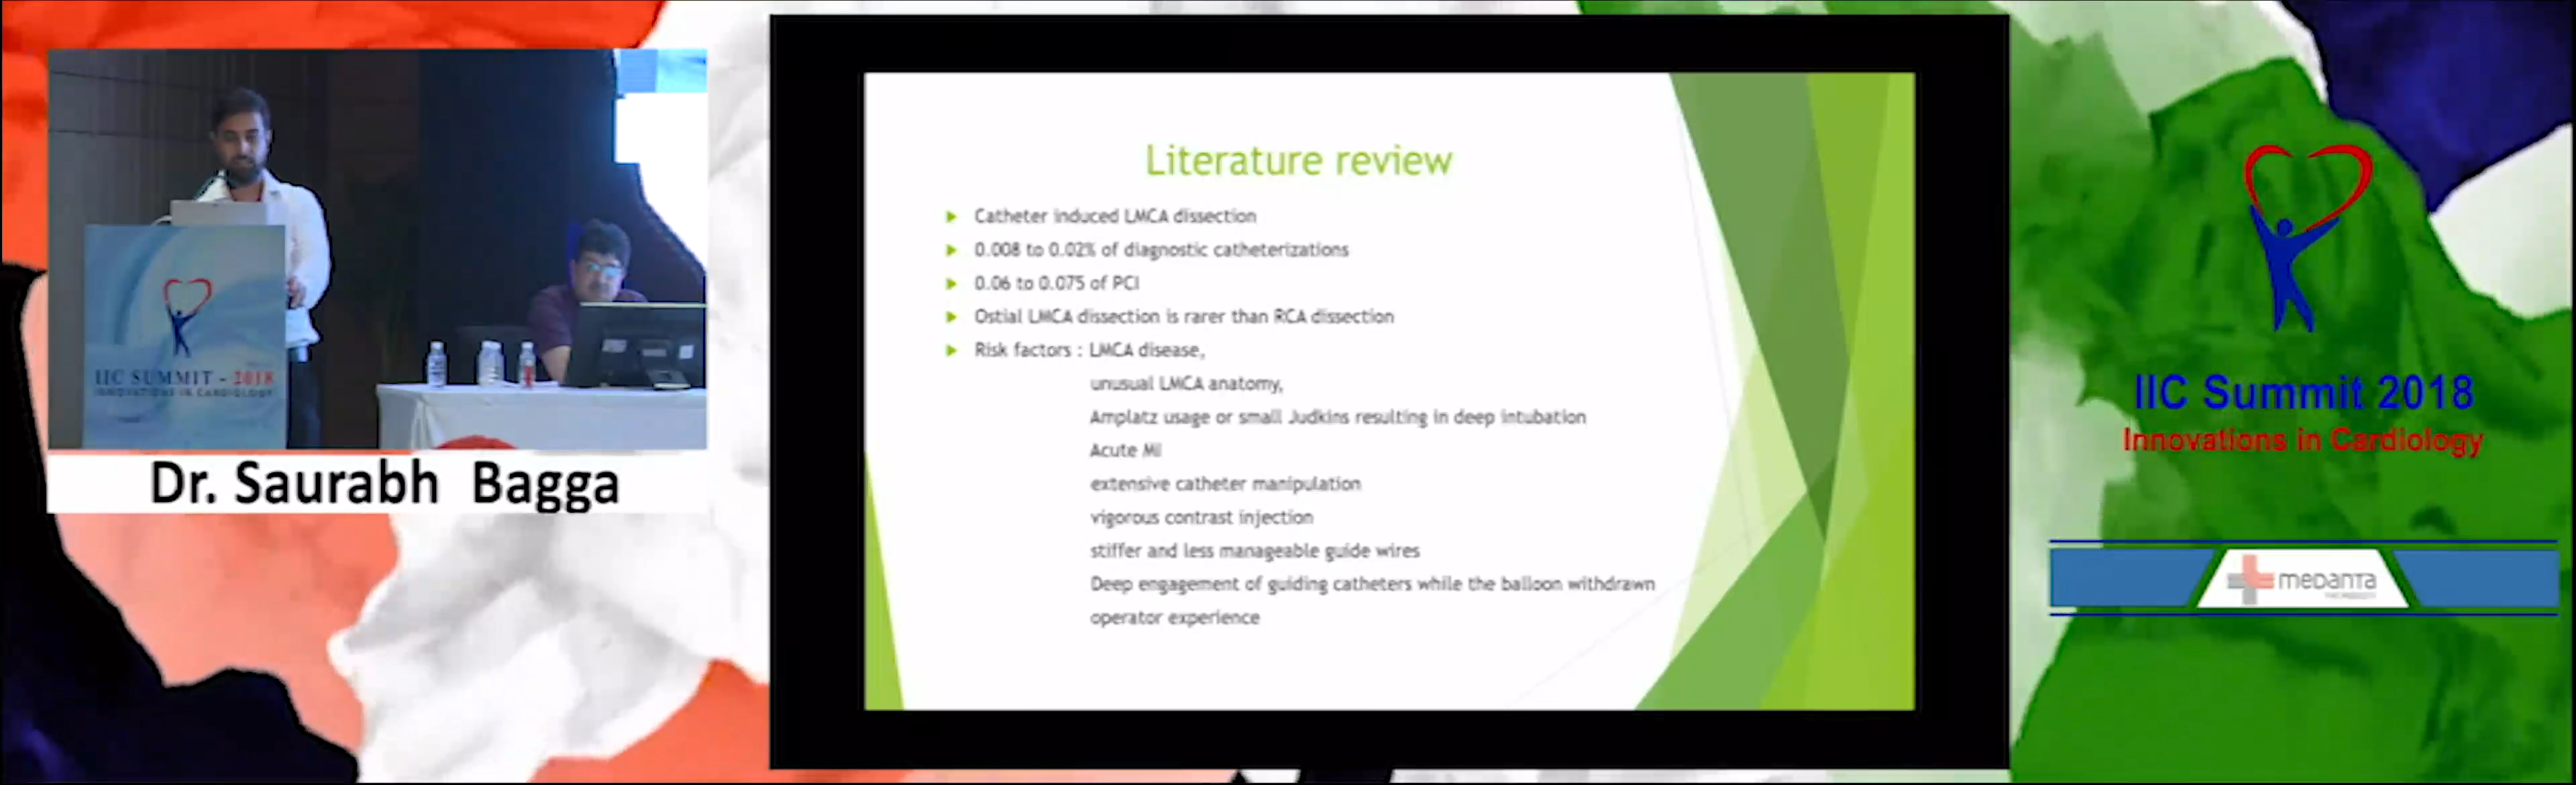 IIC SUMMIT - 2018
INNOVATIONS IN CARDIOLOGY
Dr. Saurabh Bagga
Literature review
Catheter induced LMCA dissection
0.008 to 0.02% of diagnostic catheterizations
0.06 to 0.075 of PCI
Ostial LMCA dissection is rarer than RCA dissection
Risk factors : LMCA disease,
unusual LMCA anatomy,
Amplatz usage or small Judkins resulting in deep intubation
Acute MI
extensive catheter manipulation
vigorous contrast injection
stiffer and less manageable guide wires
Deep engagement of guiding catheters while the balloon withdrawn
operator experience
IIC Summit 2018
Innovations in Cardiology
medanta